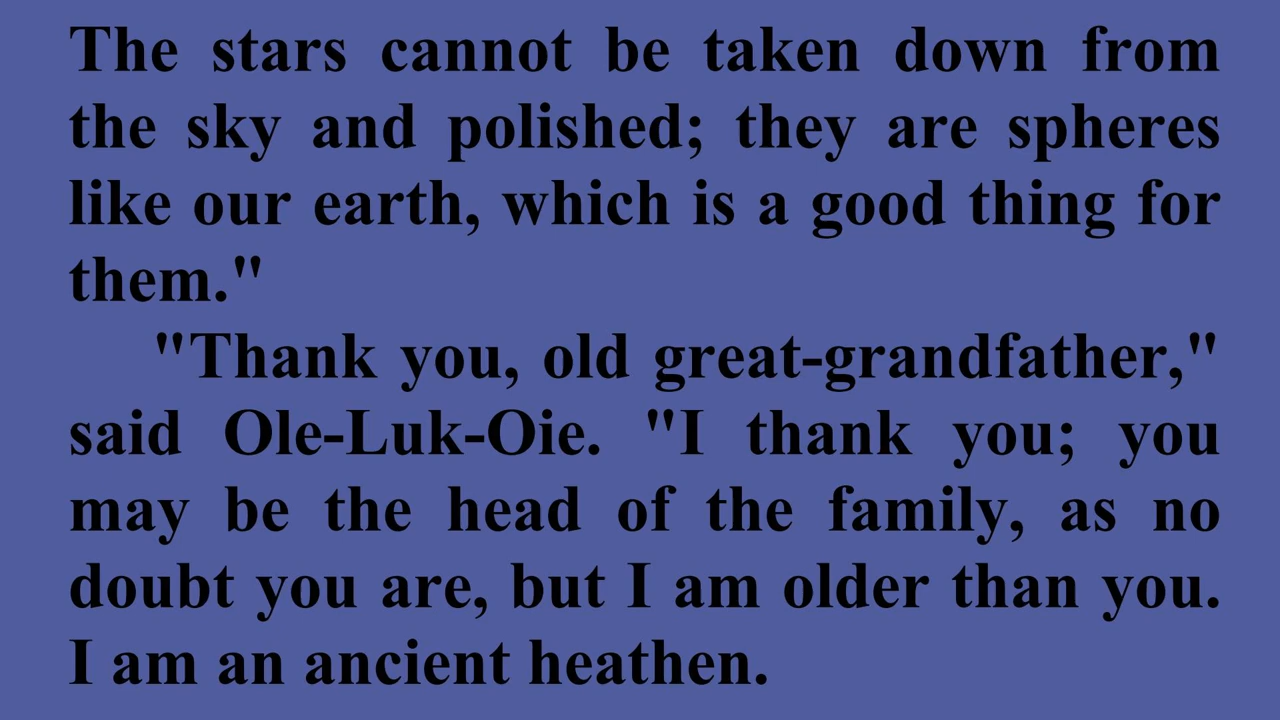 The stars cannot be taken down from
the sky and polished; they are spheres
like our earth, which is a good thing for
them."
"Thank you, old great-grandfather,"
said Ole-Luk-Oie. "I thank you; you
may be the head of the family, as no
doubt you are, but I am older than you.
I am an ancient heathen.